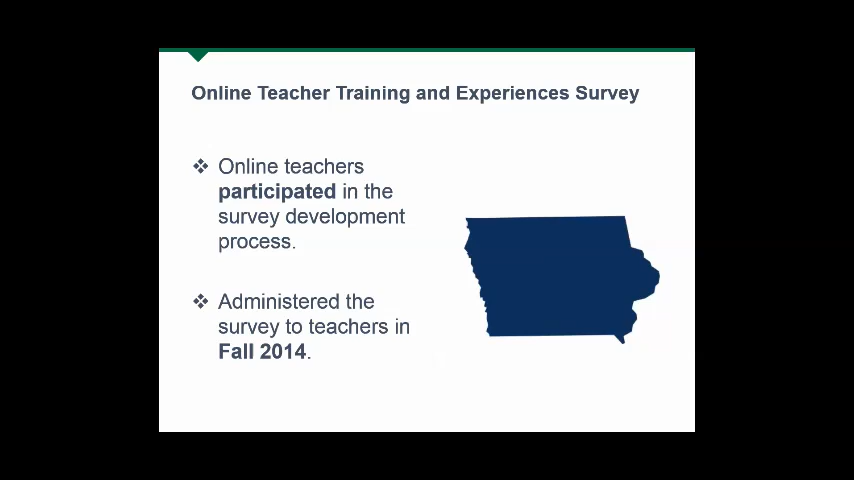 Online Teacher Training and Experiences Survey
❖ Online teachers
participated in the
survey development
process.
❖ Administered the
survey to teachers in
Fall 2014.